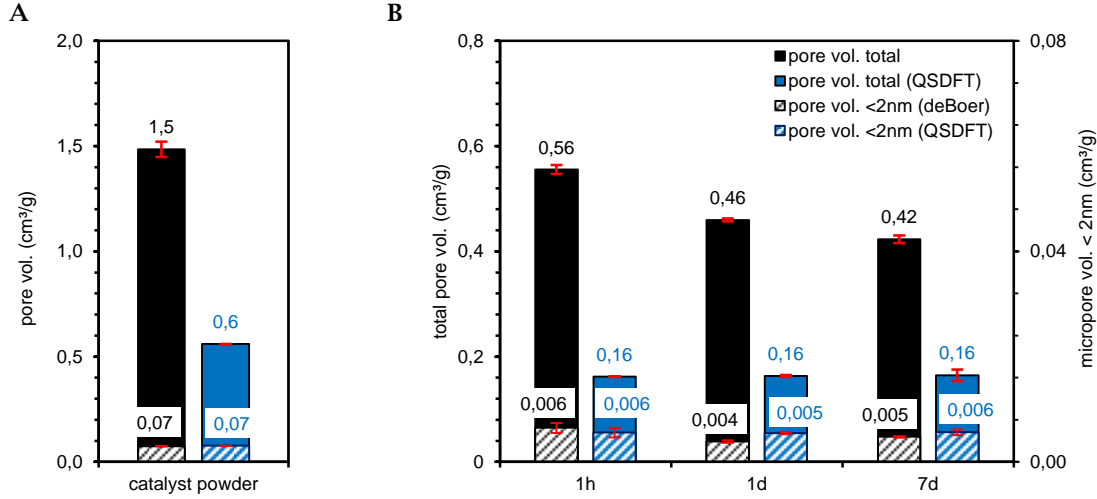 A
pore vol. (cm³/g)
2,0
1,5
1,0
0,5
0,0
1,5
0,6
0,07
0,07
catalyst powder
B
total pore vol. (cm³/g)
0,8
0,6
0,4
0,2
0
pore vol. total
pore vol. total (QSDFT)
pore vol. <2nm (deBoer)
pore vol. <2nm (QSDFT)
0,56
0,46
0,42
0,16
0,16
0,16
0,006
0,006
0,004
0,005
0,005
0,006
1h
1d
7d
0,08
0,04
0,00
micropore vol. < 2nm (cm³/g)